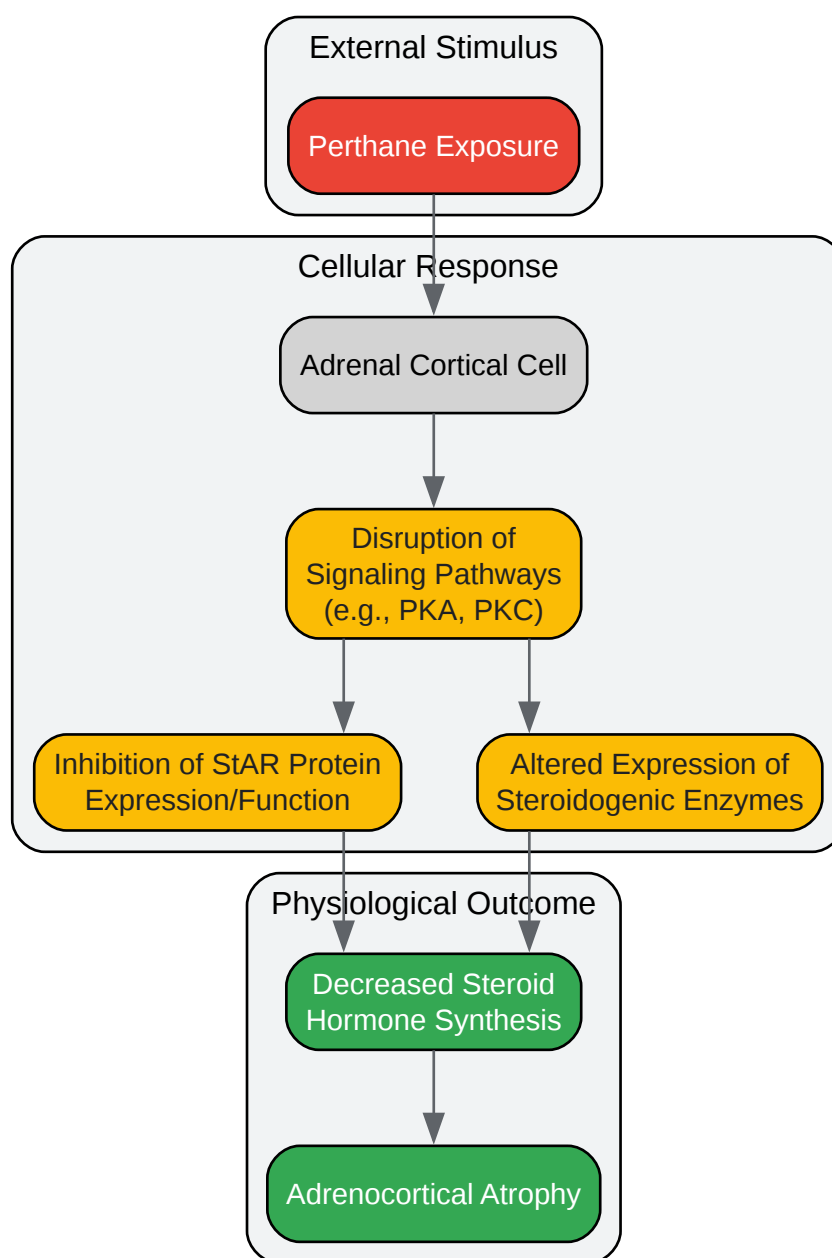 External Stimulus
Perthane Exposure
Cellular Response
Adrenal Cortical Cell
Disruption of
Signaling Pathways
(e.g., PKA, PKC)
Inhibition of StAR Protein
Expression/Function
Altered Expression of
Steroidogenic Enzymes
Physiological Outcome
Decreased Steroid
Hormone Synthesis
Adrenocortical Atrophy